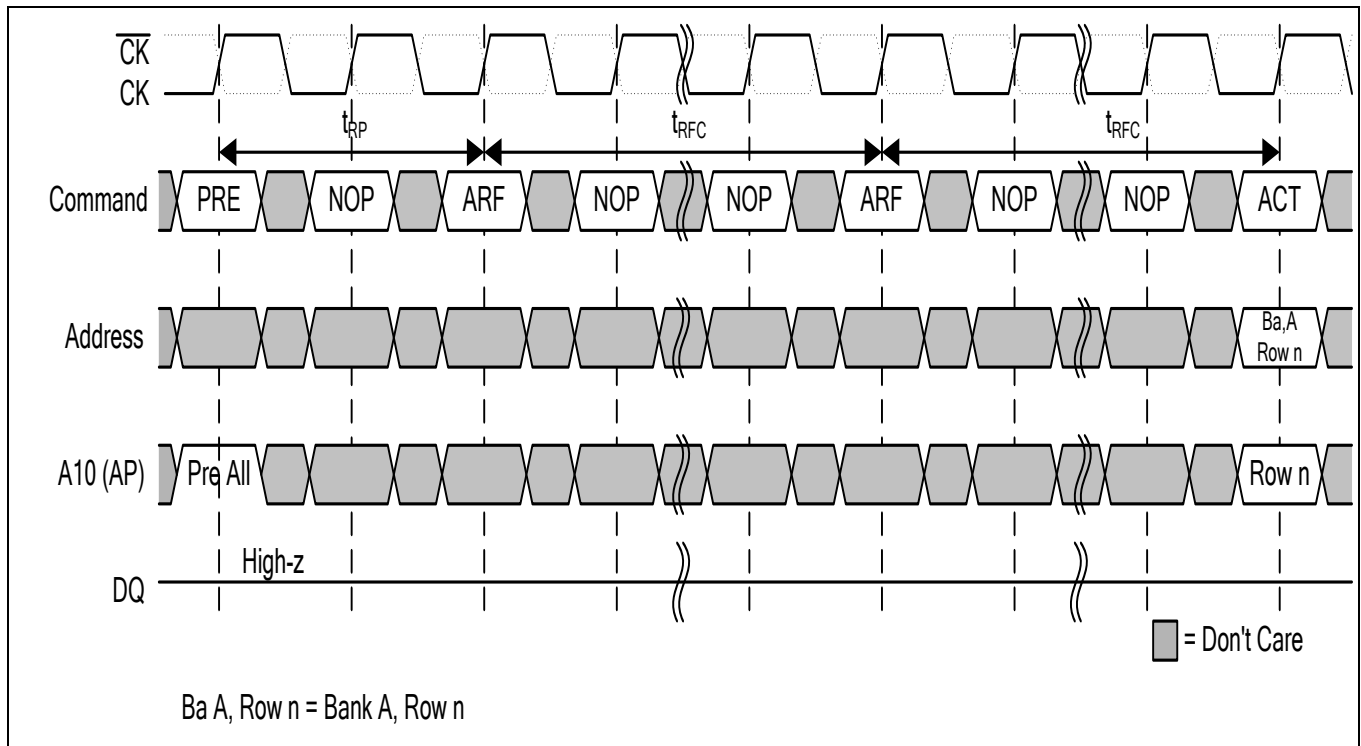 CK
CK
tRP
tRFC
tRFC
Command
PRE
NOP
ARF
NOP
NOP
ARF
NOP
NOP
ACT
Address
Ba,A
Row n
A10 (AP)
Pre All
Row n
High-z
DQ
= Don't Care
Ba A, Row n = Bank A, Row n